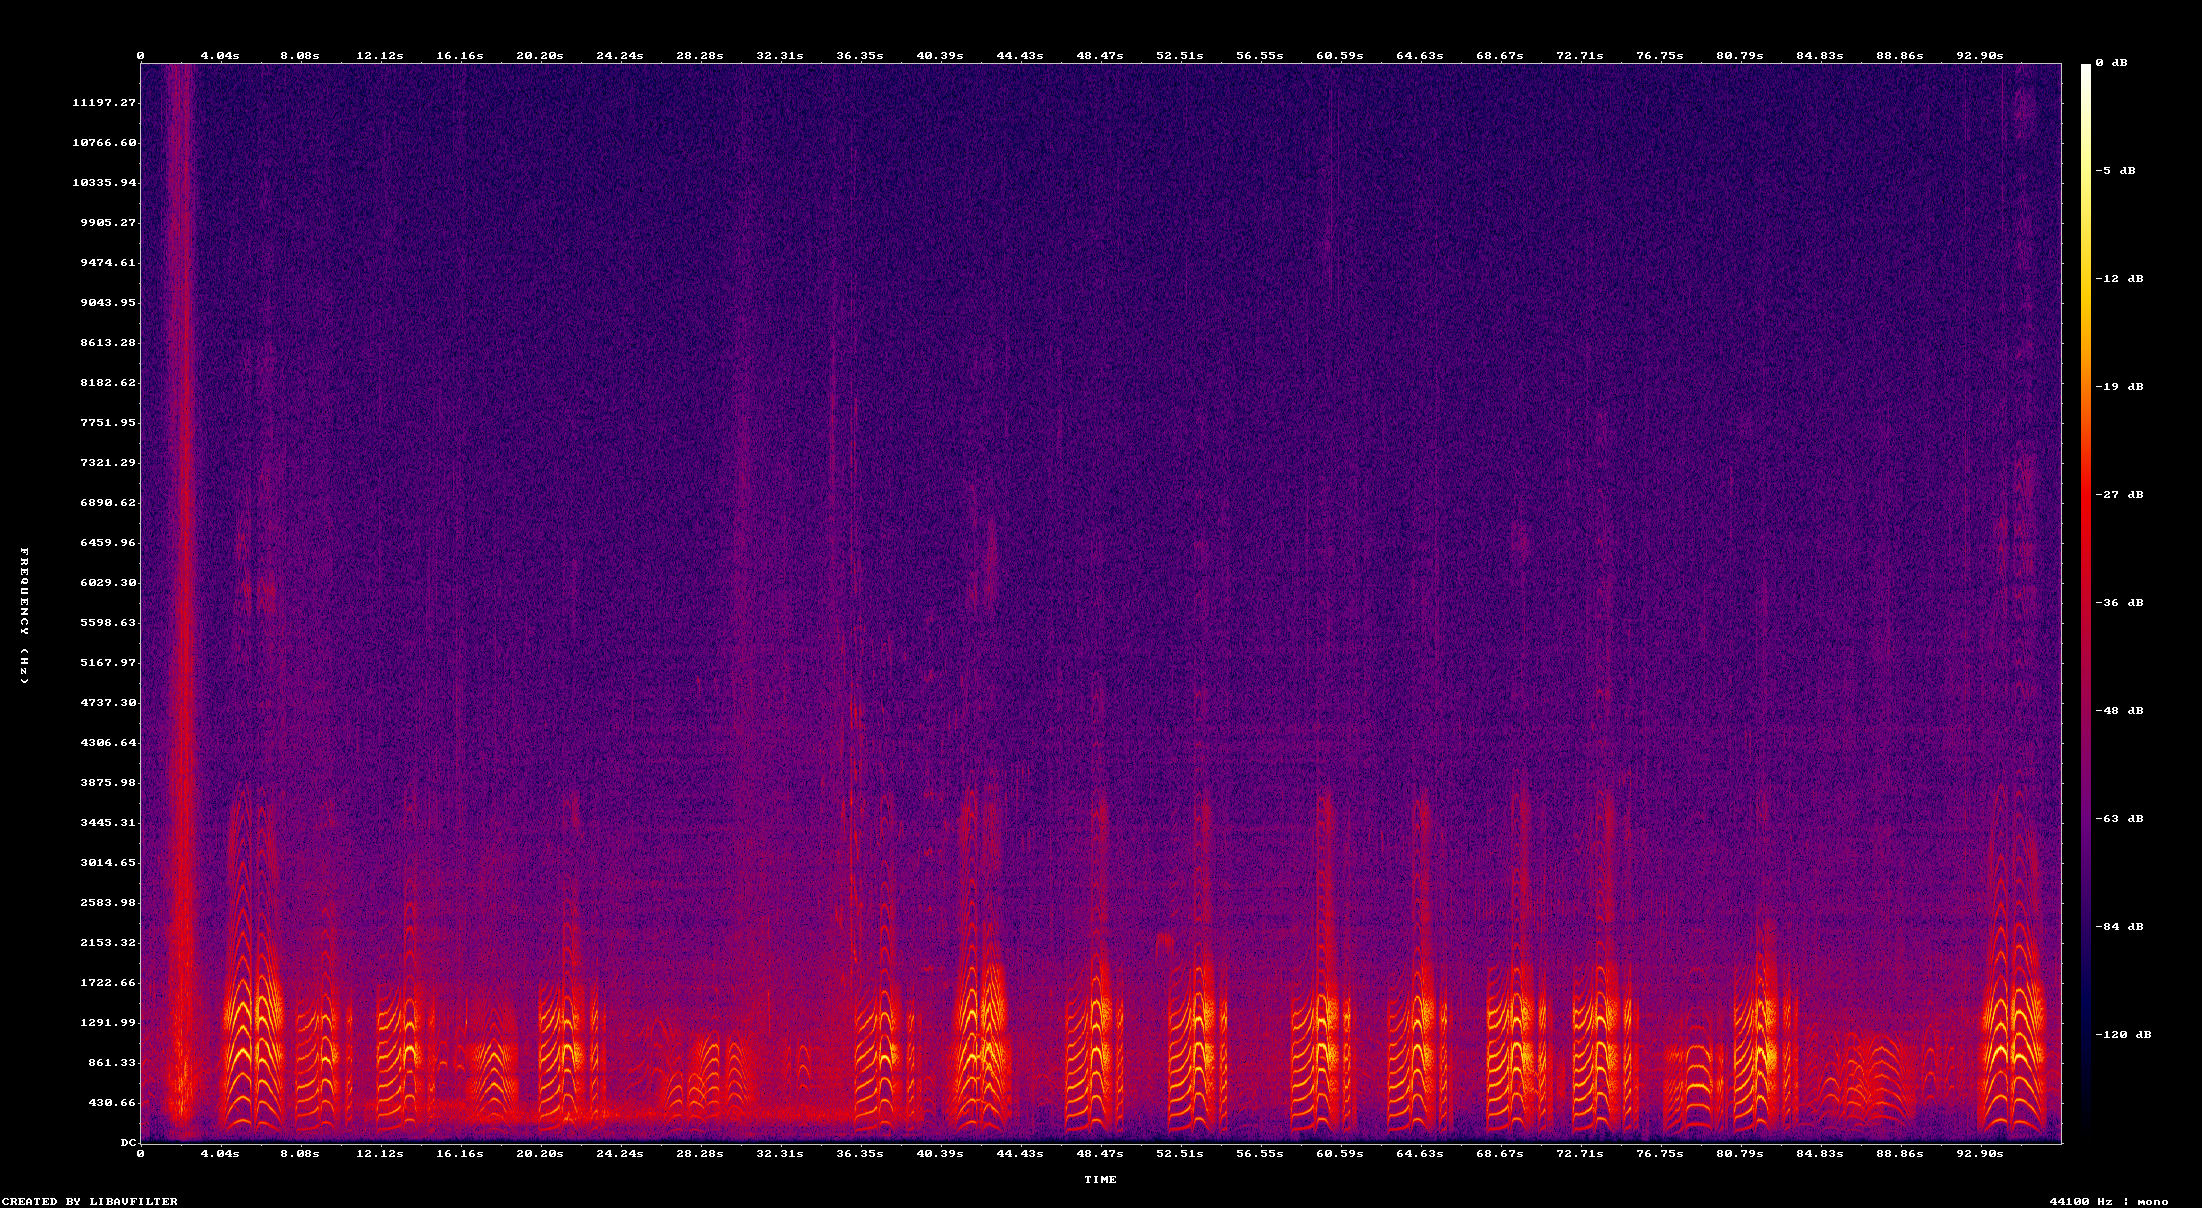 0 4.04s 8.08s 12.12s 16.16s 20.20s 24.24s 28.28s 32.31s 36.35s 40.39s 44.43s 48.47s 52.51s 56.55s 60.59s 64.63s 68.67s 72.71s 76.75s 80.79s 84.83s 88.86s 92.90s
0 dB
11197.27
10766.60
-5 dB
10335.94
9905.27
9474.61
-12 dB
9043.95
8613.28
8182.62
-19 dB
7751.95
7321.29
-27 dB
6890.62
6459.96
6029.30
-36 dB
5598.63
FREQUENCY (Hz)
5167.97
4737.30
-48 dB
4306.64
3875.98
3445.31
-63 dB
3014.65
2583.98
2153.32
-84 dB
1722.66
1291.99
-120 dB
861.33
430.66
DC
0 4.04s 8.08s 12.12s 16.16s 20.20s 24.24s 28.28s 32.31s 36.35s 40.39s 44.43s 48.47s 52.51s 56.55s 60.59s 64.63s 68.67s 72.71s 76.75s 80.79s 84.83s 88.86s 92.90s
TIME
CREATED BY LIBAVFILTER
44100 Hz | mono